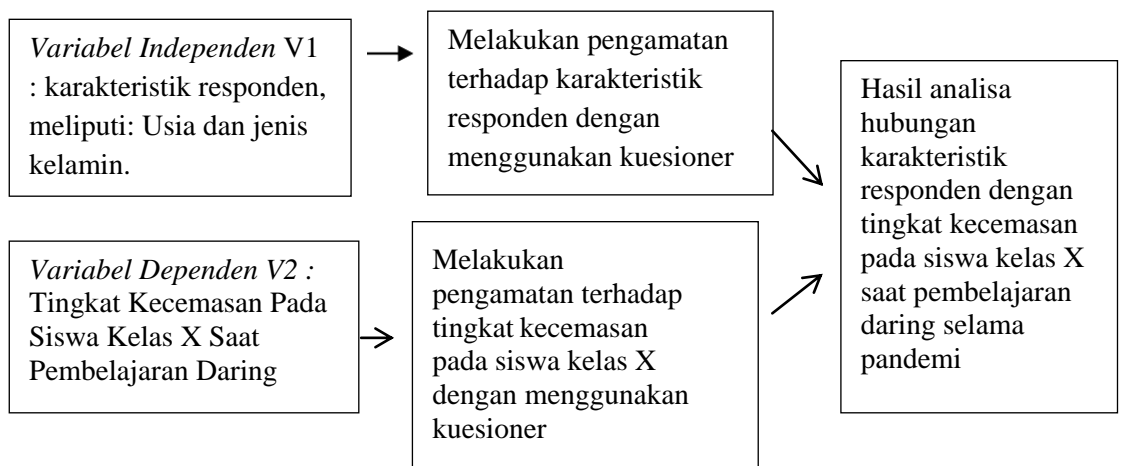 Variabel Independen V1
: karakteristik responden,
meliputi: Usia dan jenis
kelamin.
Melakukan pengamatan
terhadap karakteristik
responden dengan
menggunakan kuesioner
Variabel Dependen V2 :
Tingkat Kecemasan Pada
Siswa Kelas X Saat
Pembelajaran Daring
Melakukan
pengamatan terhadap
tingkat kecemasan
pada siswa kelas X
dengan menggunakan
kuesioner
Hasil analisa
hubungan
karakteristik
responden dengan
tingkat kecemasan
pada siswa kelas X
saat pembelajaran
daring selama
pandemi